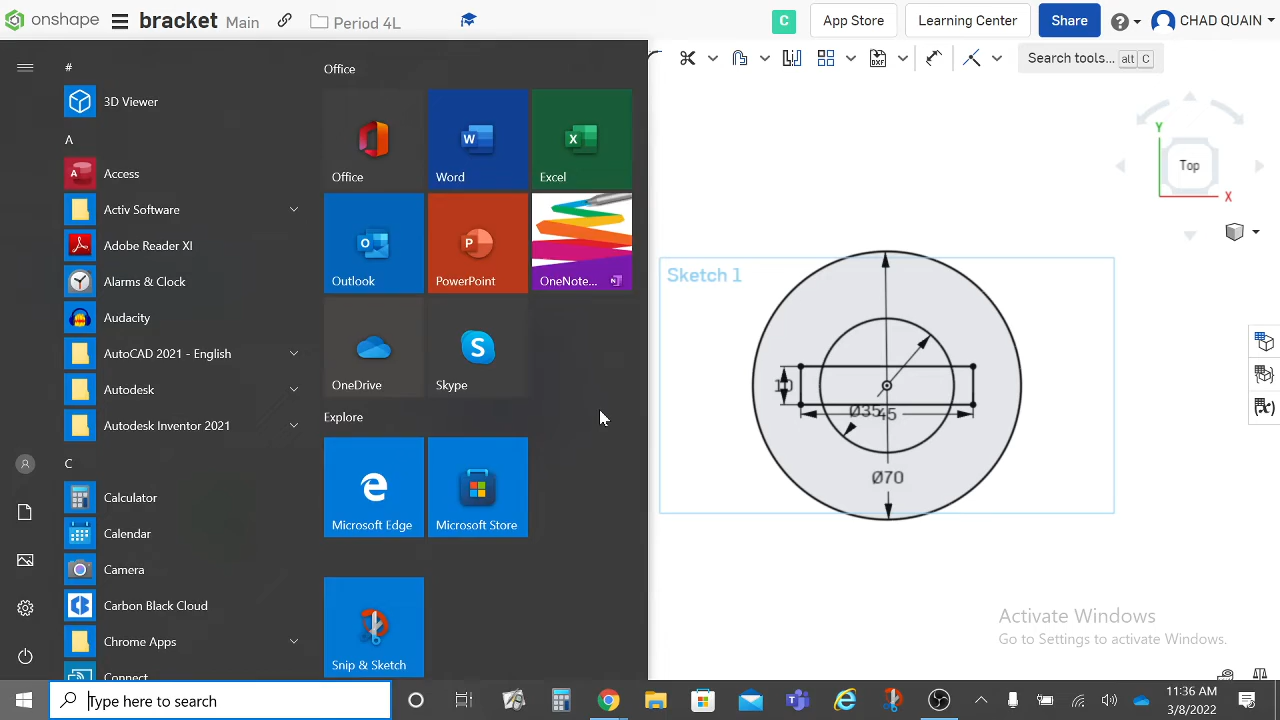 onshape bracket Main Period 4L App Store Learning Center Share CHAD QUAIN
Search tools... alt C
#
3D Viewer
A
Access
Activ Software
Adobe Reader XI
Alarms & Clock
Audacity
AutoCAD 2021 - English
Autodesk
Autodesk Inventor 2021
C
Calculator
Calendar
Camera
Carbon Black Cloud
Chrome Apps
Connect
Office
Office
Word
Excel
Outlook
PowerPoint
OneNote...
OneDrive
Skype
Explore
Microsoft Edge
Microsoft Store
Snip & Sketch
Y
Top
X
Sketch 1
10
Ø35
45
Ø70
Activate Windows
Go to Settings to activate Windows.
Type here to search
11:36 AM
3/8/2022